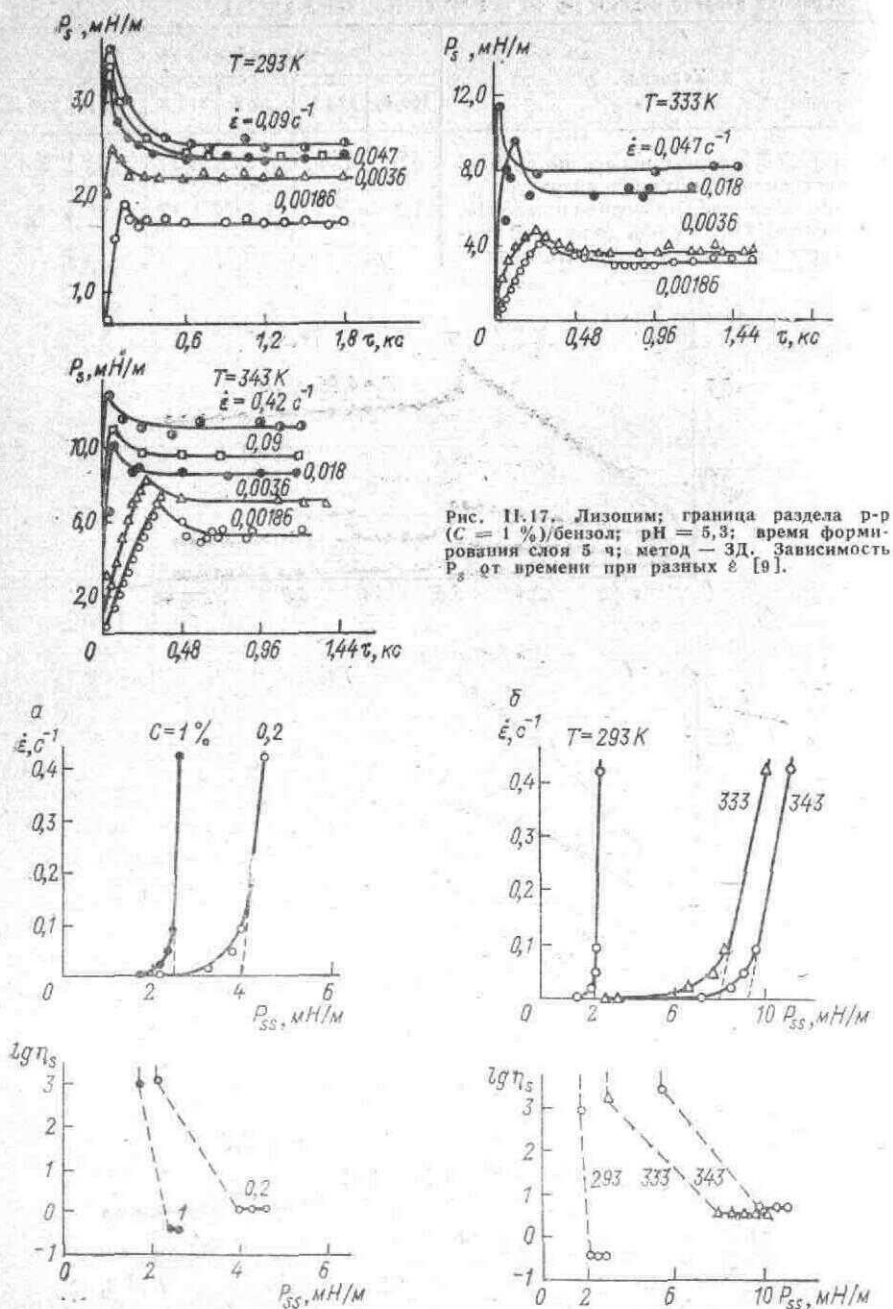 P_s, мН/м
T=293 K
3,0
ε̇=0,09 с⁻¹
0,047
0,0036
2,0
0,00186
1,0
0,6 1,2 1,8 τ, кс
P_s, мН/м
12,0
T=333 K
ε̇=0,047 с⁻¹
8,0
0,018
0,0036
4,0
0,00186
0 0,48 0,96 1,44 τ, кс
P_s, мН/м
T=343 K
ε̇=0,42 с⁻¹
10,0
0,09
0,018
0,0036
6,0
0,00186
2,0
0 0,48 0,96 1,44 τ, кс
Рис. II.17. Лизоцим; граница раздела р-р
(C = 1 %)/бензол; pH = 5,3; время форми-
рования слоя 5 ч; метод — ЗД. Зависимость
P_s от времени при разных ε̇ [9].
а
ε̇, с⁻¹
C=1% 0,2
0,4
0,3
0,2
0,1
0 2 4 6
P_ss, мН/м
б
ε̇, с⁻¹
T=293 K
0,4
333 343
0,3
0,2
0,1
0 2 6 10 P_ss, мН/м
lg η_s
3
2
1
0,2
1
0
-1
0 2 4 6
P_ss, мН/м
lg η_s
3
2
293 333 343
1
0
-1
0 2 6 10
P_ss, мН/м